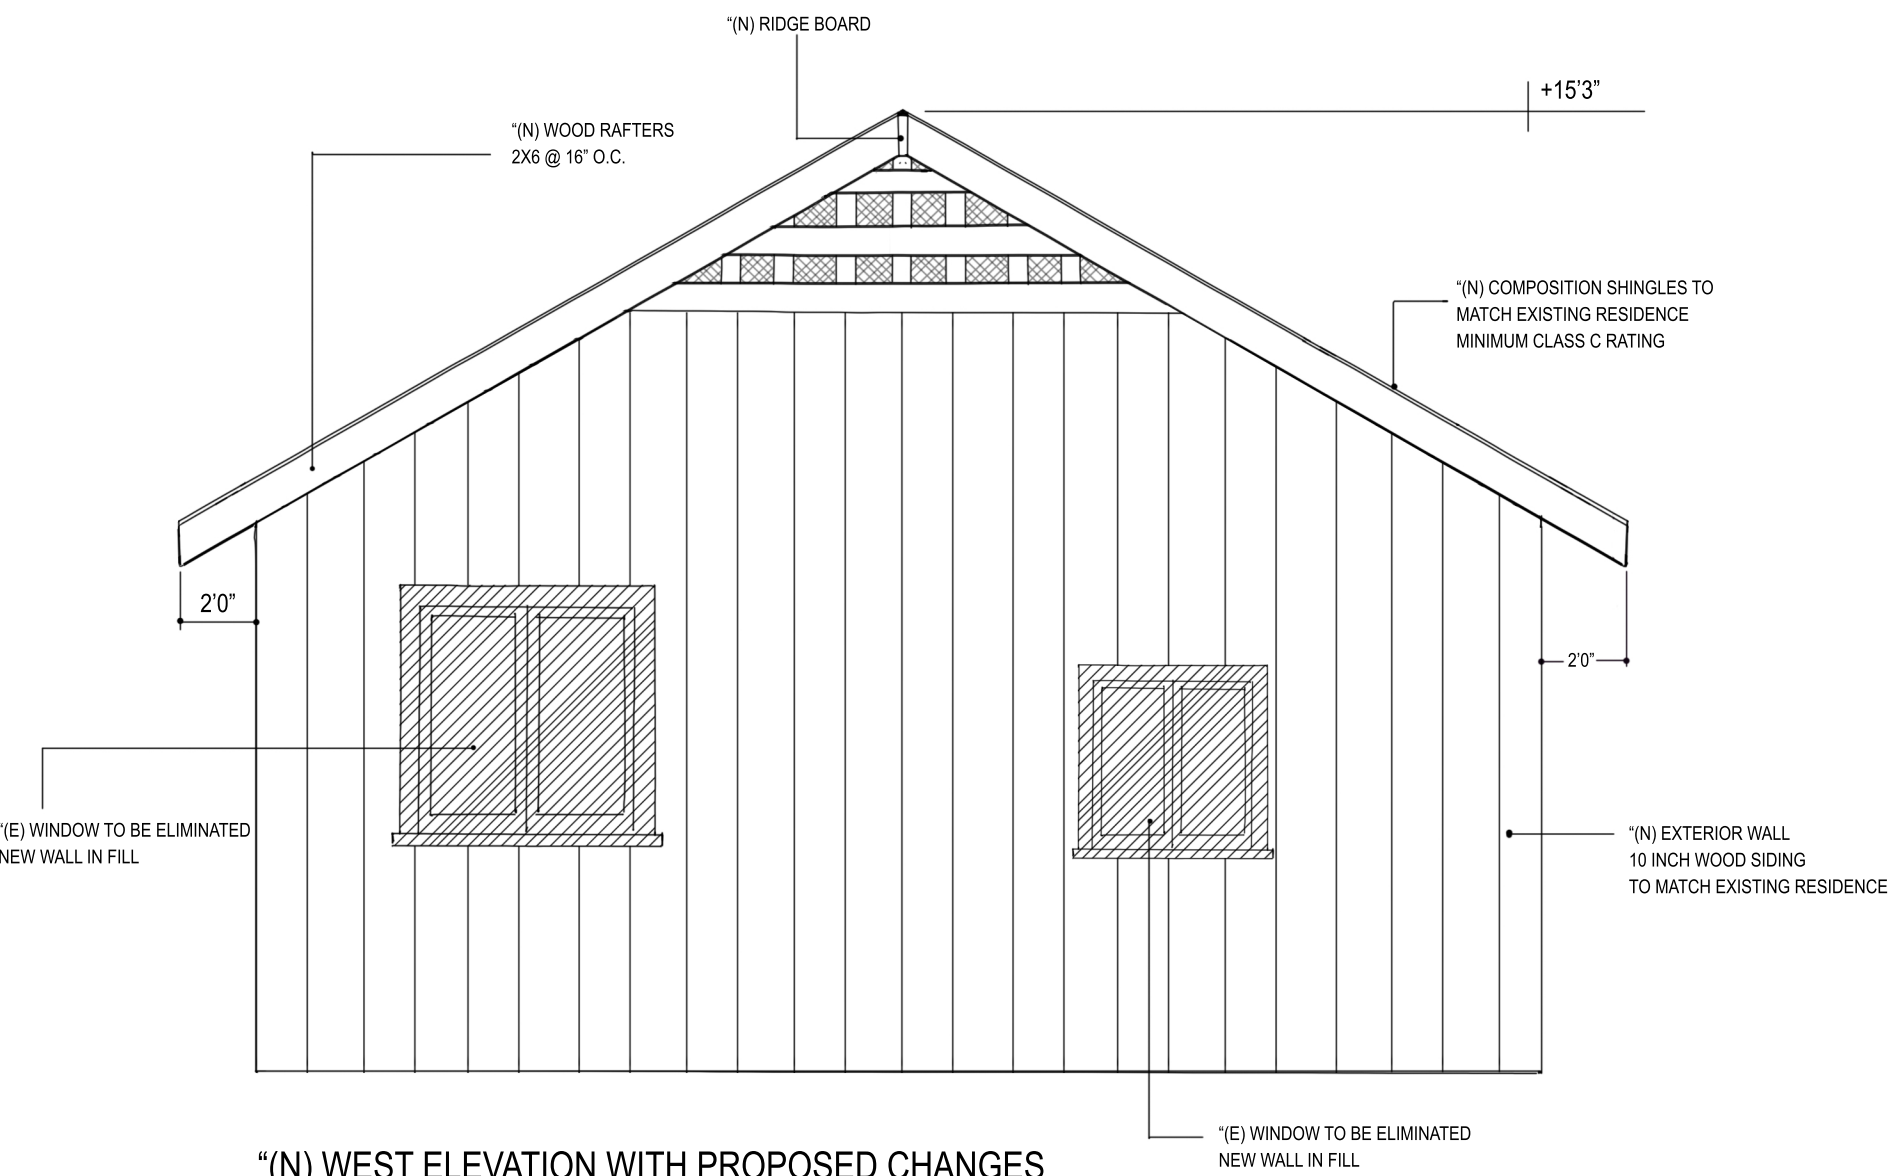 “(N) RIDGE BOARD
+15’3”
“(N) WOOD RAFTERS
2X6 @ 16” O.C.
“(N) COMPOSITION SHINGLES TO
MATCH EXISTING RESIDENCE
MINIMUM CLASS C RATING
2’0”
2’0”
“(E) WINDOW TO BE ELIMINATED
NEW WALL IN FILL
“(N) EXTERIOR WALL
10 INCH WOOD SIDING
TO MATCH EXISTING RESIDENCE
“(E) WINDOW TO BE ELIMINATED
NEW WALL IN FILL
“(N) WEST ELEVATION WITH PROPOSED CHANGES